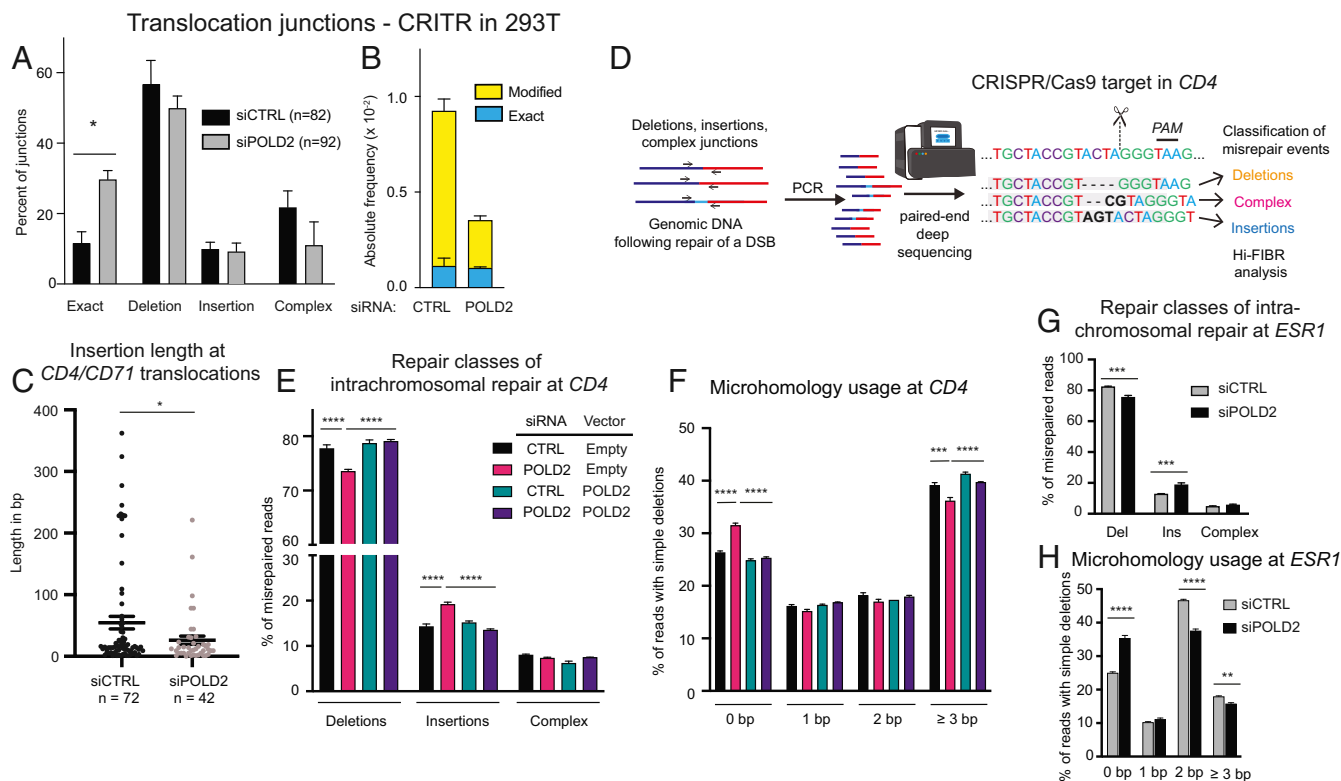 Translocation junctions - CRITR in 293T
A
Percent of junctions
60
40
20
0
*
siCTRL (n=82)
siPOLD2 (n=92)
Exact
Deletion
Insertion
Complex
B
Absolute frequency (x 10⁻²)
1.0
0.5
0.0
Modified
Exact
siRNA:
CTRL
POLD2
D
CRISPR/Cas9 target in CD4
Deletions, insertions,
complex junctions
Genomic DNA
following repair of a DSB
PCR
paired-end
deep
sequencing
PAM
...TGCTACCGTACTAGGGTAAG...
...TGCTACCGT----GGGTAAG
...TGCTACCGT--CGTAGGGTA
...TGCTACCGTAGTACTAGGGT
Classification of
misrepair events
Deletions
Complex
Insertions
Hi-FIBR
analysis
C
Insertion length at
CD4/CD71 translocations
Length in bp
400
300
200
100
50
0
*
siCTRL
n = 72
siPOLD2
n = 42
E
Repair classes of
intrachromosomal repair at CD4
% of misrepaired reads
80
70
60
30
20
10
0
**** ****
**** ****
siRNA Vector
CTRL Empty
POLD2 Empty
CTRL POLD2
POLD2 POLD2
Deletions
Insertions
Complex
F
Microhomology usage at CD4
% of reads with simple deletions
50
40
30
20
10
0
**** ****
*** ****
0 bp
1 bp
2 bp
≥ 3 bp
G
Repair classes of intra-
chromosomal repair at ESR1
% of misrepaired reads
100
80
60
40
20
0
***
***
siCTRL
siPOLD2
Del
Ins
Complex
H
Microhomology usage at ESR1
% of reads with simple deletions
50
40
30
20
10
0
****
****
**
siCTRL
siPOLD2
0 bp
1 bp
2 bp
≥ 3 bp